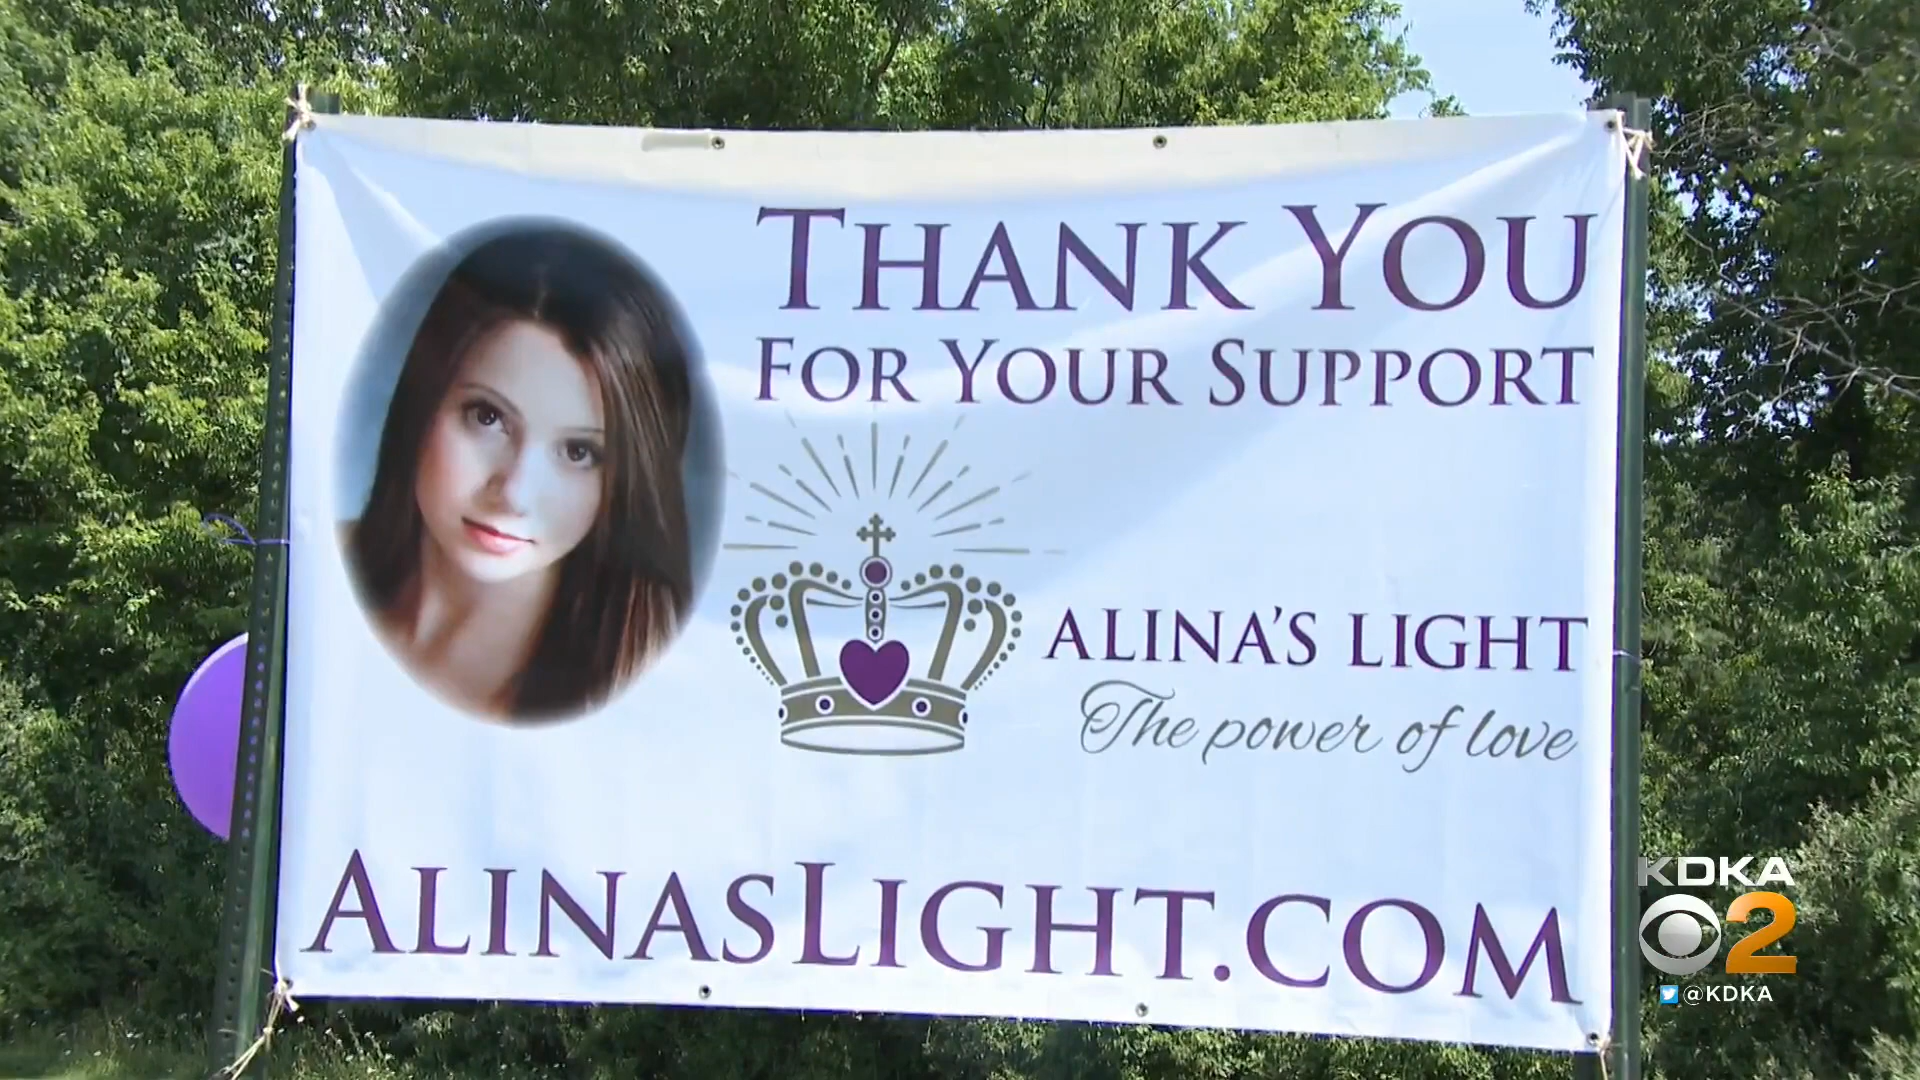 THANK YOU
FOR YOUR SUPPORT
ALINA'S LIGHT
The power of love
ALINASLIGHT.COM
KDKA
2
@KDKA